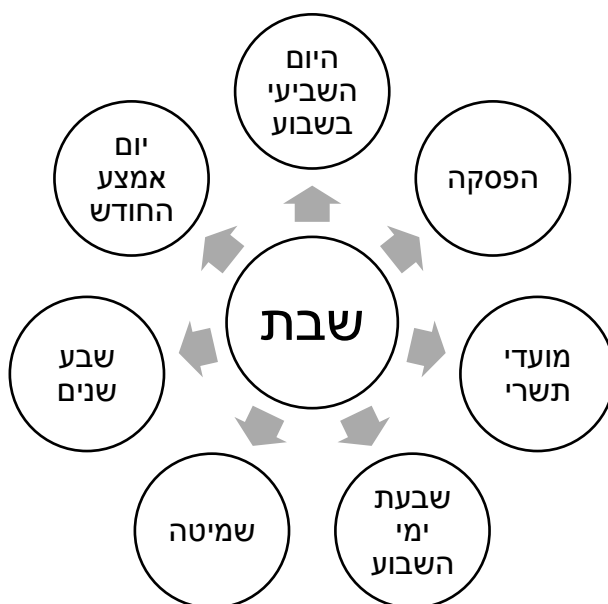 שבת
היום
השביעי
בשבוע
הפסקה
מועדי
תשרי
שבעת
ימי
השבוע
שמיטה
שבע
שנים
יום
אמצע
החודש